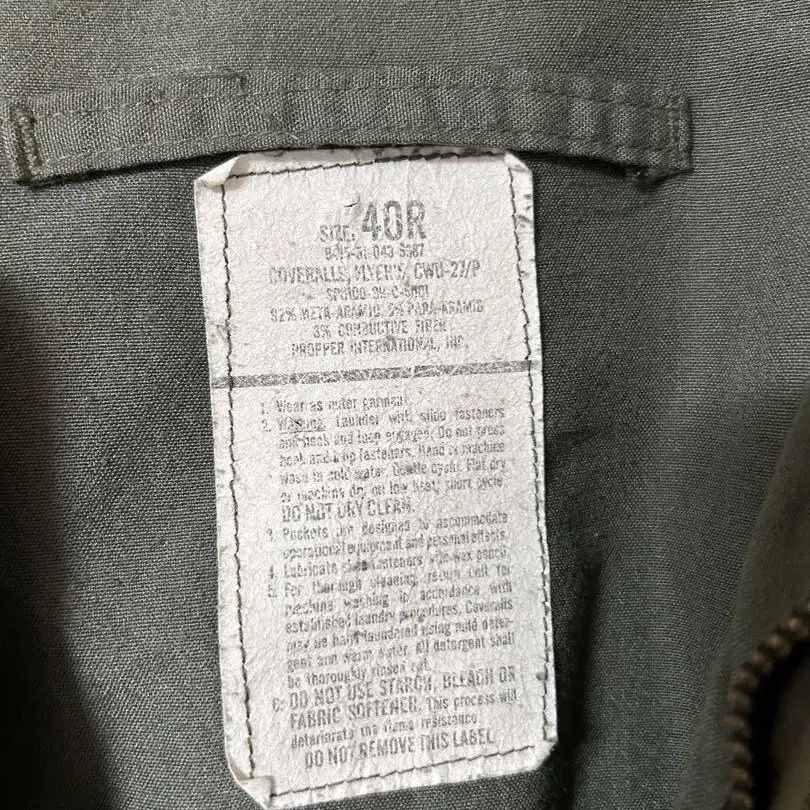 SIZE: 40R
COVERALLS, FLYER'S, CWU-27/P
92% META-ARAMID, 5% PARA-ARAMID
3% CONDUCTIVE FIBER
PROPPER INTERNATIONAL, INC.
1. Wear as outer garment.
2. Washing. Launder with slide fasteners
and hook and loop engaged. Do not press
hook and loop fasteners. Hand or machine
wash in cold water. Gentle cycle. Flat dry
or machine dry on low heat, short cycle.
DO NOT DRY CLEAN.
3. Pockets are designed to accommodate
operational equipment and personal effects.
4. Lubricate slide fasteners with wax pencil.
5. For thorough cleaning, return unit for
machine washing in accordance with
established laundry procedures. Coveralls
may be hand laundered using mild deter-
gent and warm water. All detergent shall
be thoroughly rinsed out.
6. DO NOT USE STARCH, BLEACH OR
FABRIC SOFTENER. This process will
deteriorate the flame resistance.
DO NOT REMOVE THIS LABEL